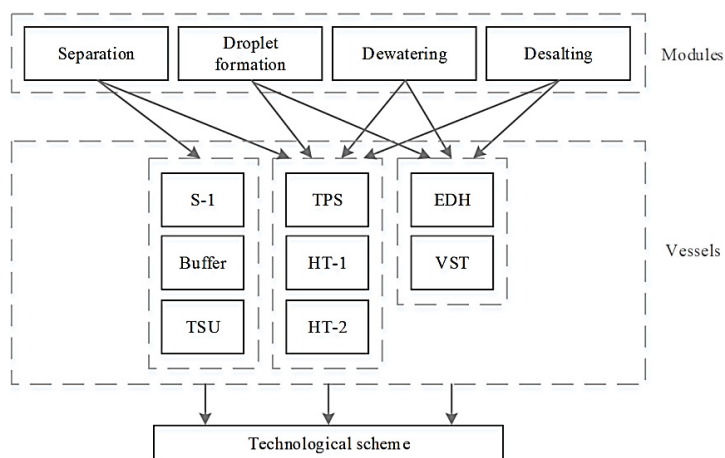 Separation
Droplet
formation
Dewatering
Desalting
Modules
S-1
TPS
EDH
Buffer
HT-1
VST
TSU
HT-2
Vessels
Technological scheme